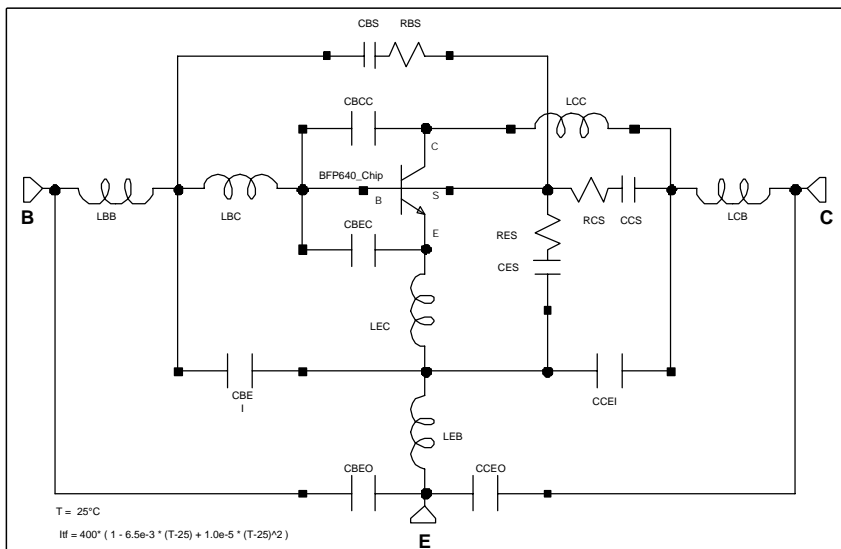 CBS RBS
CBCC
LCC
C
BFP640_Chip
B
S
E
B
LBB
LBC
RCS
CCS
LCB
C
CBEC
RES
CES
LEC
CBE
I
CCEI
LEB
CBEO
CCEO
T = 25°C
Itf = 400* ( 1 - 6.5e-3 * (T-25) + 1.0e-5 * (T-25)^2 )
E